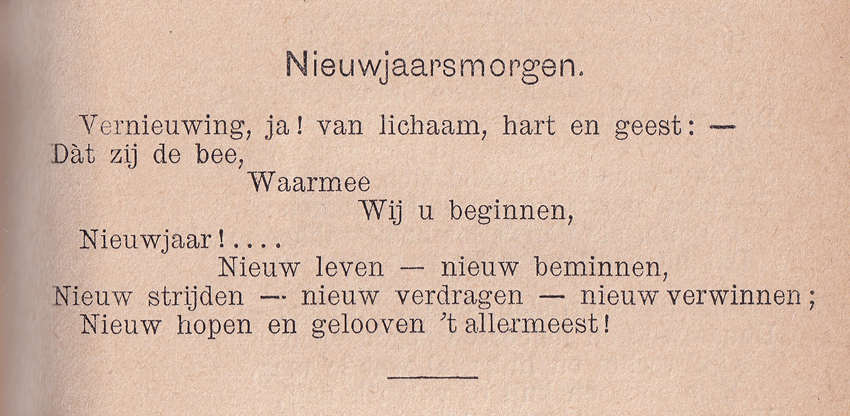 Nieuwjaarsmorgen.
Vernieuwing, ja! van lichaam, hart en geest: —
Dàt zij de bee,
Waarmee
Wij u beginnen,
Nieuwjaar!....
Nieuw leven — nieuw beminnen,
Nieuw strijden — nieuw verdragen — nieuw verwinnen;
Nieuw hopen en gelooven 't allermeest!